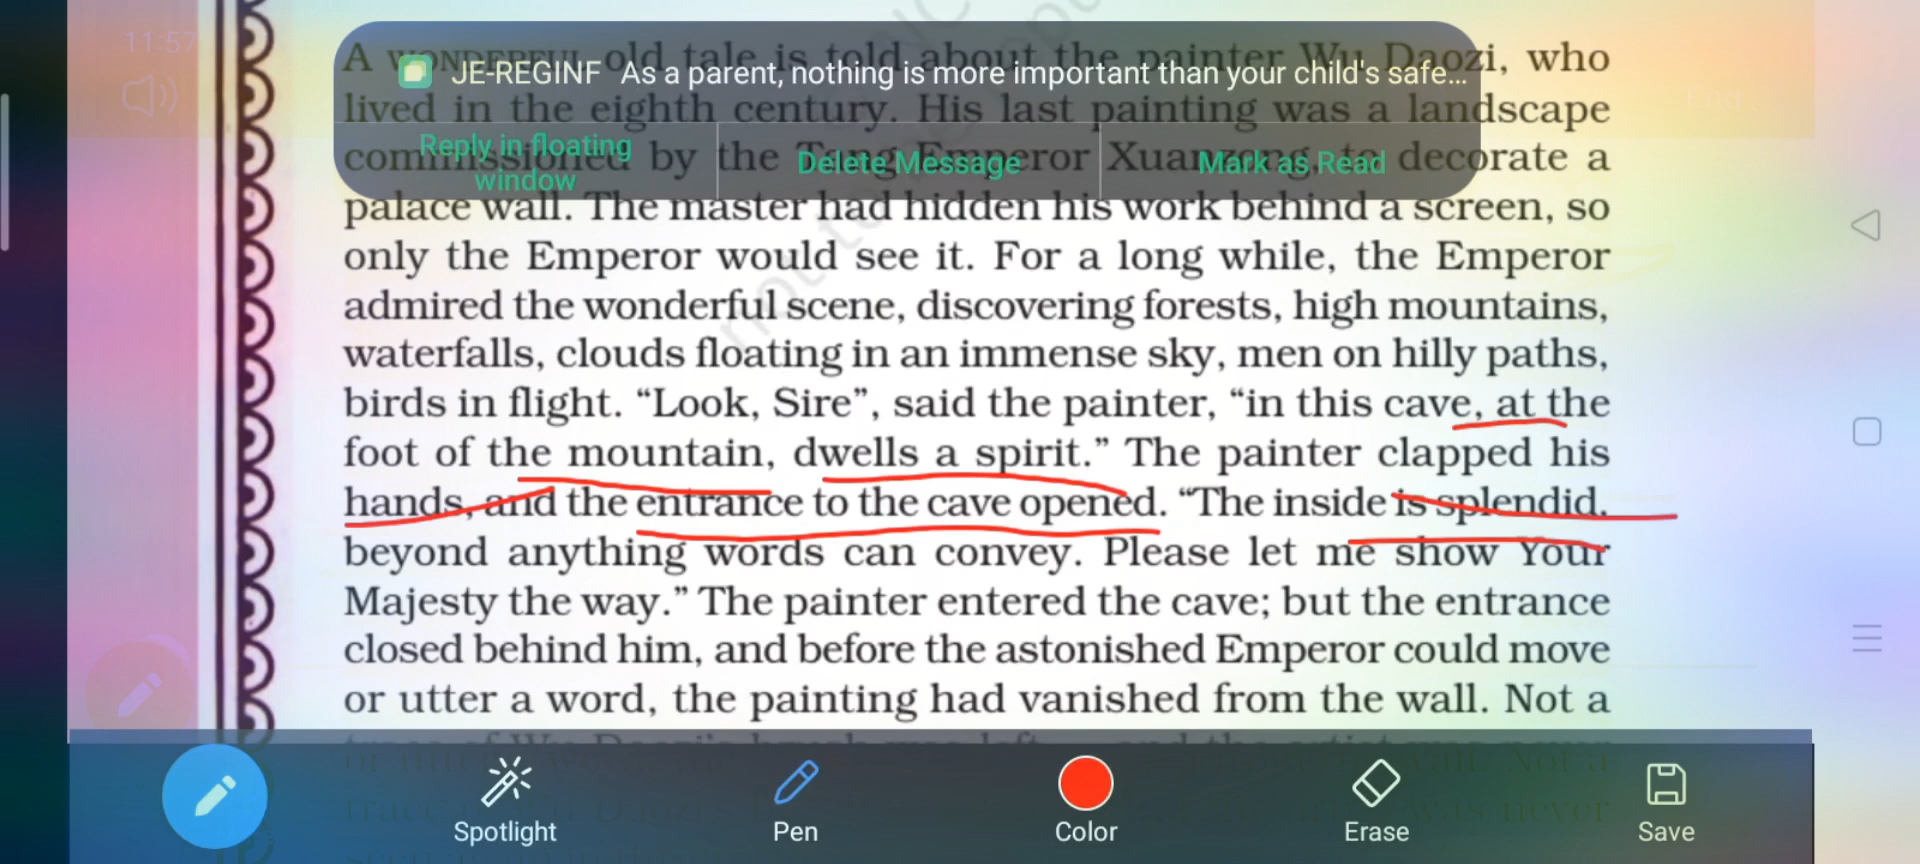 11:57
A WONDERFUL old tale is told about the painter Wu Daozi, who
JE-REGINF As a parent, nothing is more important than your child's safe...
lived in the eighth century. His last painting was a landscape
End
Reply in floating
window
Delete Message
Mark as Read
commissioned by the Tang Emperor Xuanzong, to decorate a
palace wall. The master had hidden his work behind a screen, so
only the Emperor would see it. For a long while, the Emperor
admired the wonderful scene, discovering forests, high mountains,
waterfalls, clouds floating in an immense sky, men on hilly paths,
birds in flight. “Look, Sire”, said the painter, “in this cave, at the
foot of the mountain, dwells a spirit.” The painter clapped his
hands, and the entrance to the cave opened. “The inside is splendid,
beyond anything words can convey. Please let me show Your
Majesty the way.” The painter entered the cave; but the entrance
closed behind him, and before the astonished Emperor could move
or utter a word, the painting had vanished from the wall. Not a
Spotlight
Pen
Color
Erase
Save